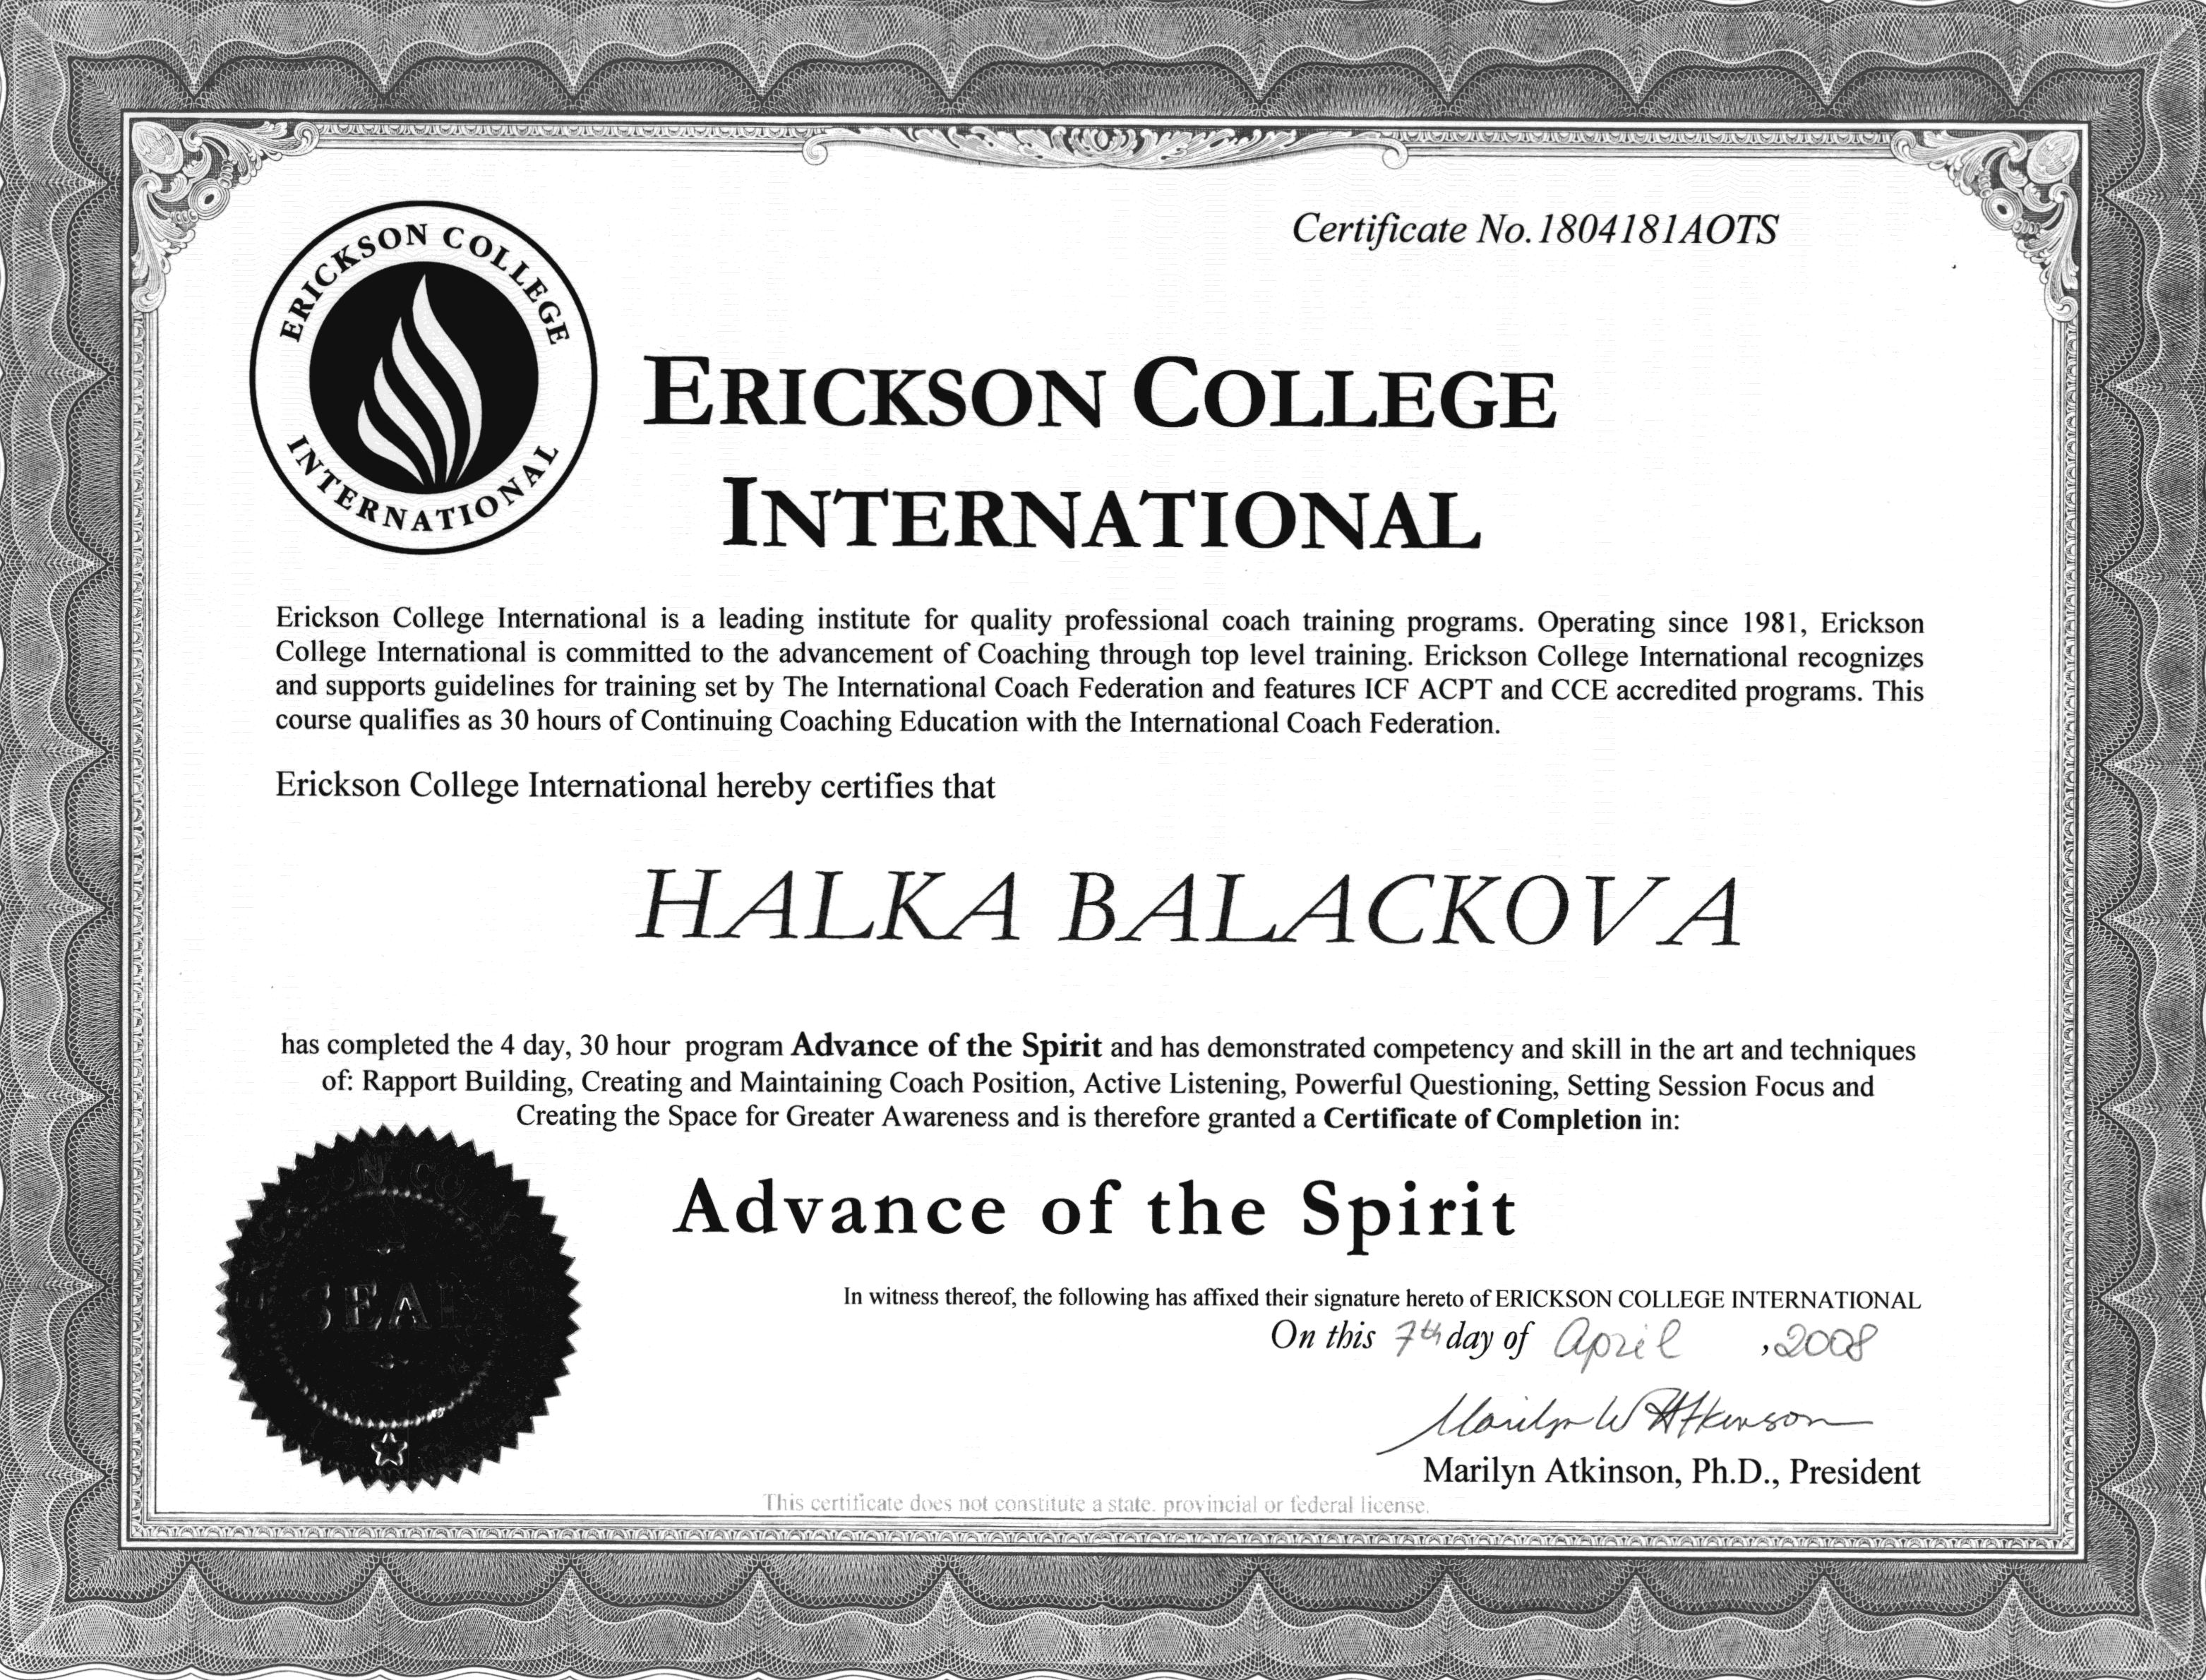 Certificate No.1804181AOTS
ERICKSON COLLEGE
INTERNATIONAL
ERICKSON COLLEGE
INTERNATIONAL
Erickson College International is a leading institute for quality professional coach training programs. Operating since 1981, Erickson
College International is committed to the advancement of Coaching through top level training. Erickson College International recognizes
and supports guidelines for training set by The International Coach Federation and features ICF ACPT and CCE accredited programs. This
course qualifies as 30 hours of Continuing Coaching Education with the International Coach Federation.
Erickson College International hereby certifies that
HALKA BALACKOVA
has completed the 4 day, 30 hour program Advance of the Spirit and has demonstrated competency and skill in the art and techniques
of: Rapport Building, Creating and Maintaining Coach Position, Active Listening, Powerful Questioning, Setting Session Focus and
Creating the Space for Greater Awareness and is therefore granted a Certificate of Completion in:
Advance of the Spirit
SEAL
In witness thereof, the following has affixed their signature hereto of ERICKSON COLLEGE INTERNATIONAL
On this 7th day of April , 2008
Marilyn W Atkinson
Marilyn Atkinson, Ph.D., President
This certificate does not constitute a state, provincial or federal license.